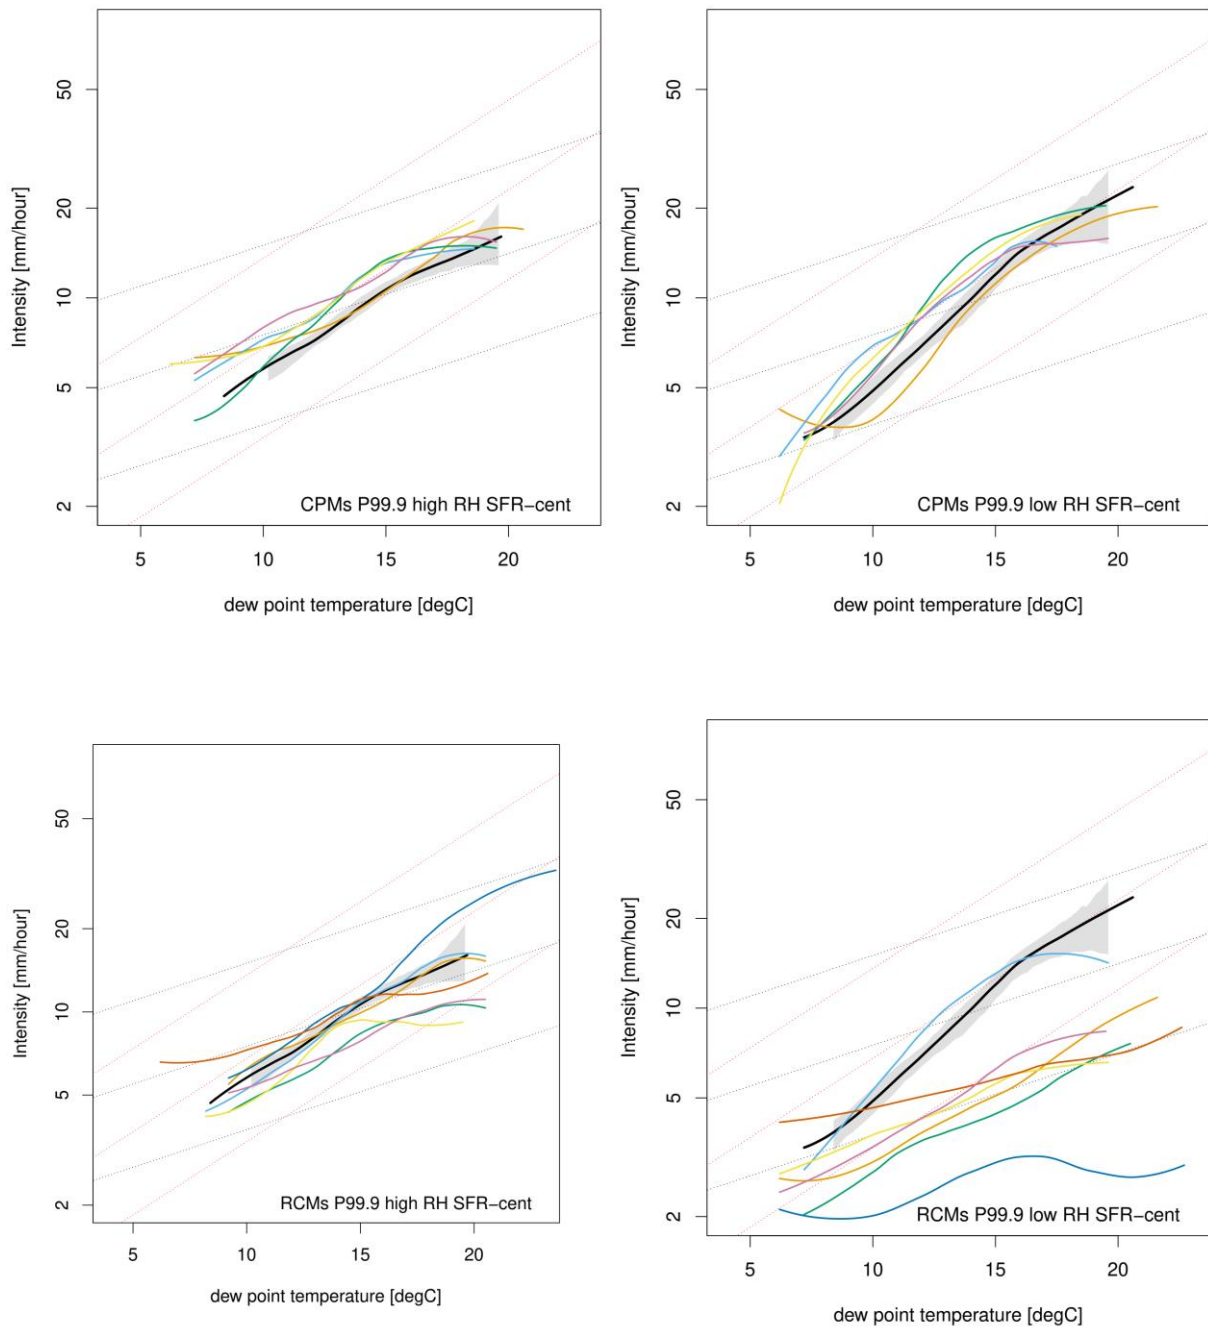 50
20
10
5
2
Intensity [mm/hour]
CPMs P99.9 high RH SFR−cent
5 10 15 20
dew point temperature [degC]
50
20
10
5
2
Intensity [mm/hour]
CPMs P99.9 low RH SFR−cent
5 10 15 20
dew point temperature [degC]
50
20
10
5
2
Intensity [mm/hour]
RCMs P99.9 high RH SFR−cent
5 10 15 20
dew point temperature [degC]
50
20
10
5
2
Intensity [mm/hour]
RCMs P99.9 low RH SFR−cent
5 10 15 20
dew point temperature [degC]